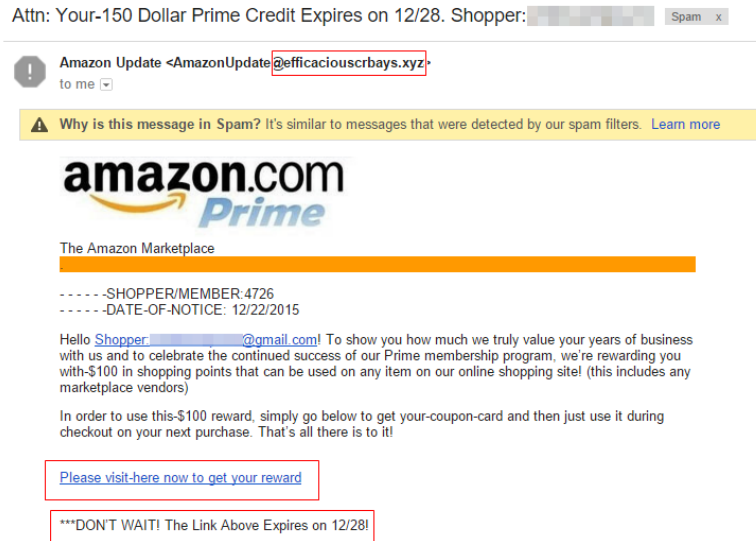 Attn: Your-150 Dollar Prime Credit Expires on 12/28. Shopper:
Spam x
Amazon Update <AmazonUpdate@efficaciouscrbays.xyz>
to me
Why is this message in Spam? It's similar to messages that were detected by our spam filters. Learn more
amazon.com
Prime
The Amazon Marketplace
- - - - - -SHOPPER/MEMBER:4726
- - - - - -DATE-OF-NOTICE: 12/22/2015
Hello Shopper: @gmail.com! To show you how much we truly value your years of business
with us and to celebrate the continued success of our Prime membership program, we're rewarding you
with-$100 in shopping points that can be used on any item on our online shopping site! (this includes any
marketplace vendors)
In order to use this-$100 reward, simply go below to get your-coupon-card and then just use it during
checkout on your next purchase. That's all there is to it!
Please visit-here now to get your reward
***DON'T WAIT! The Link Above Expires on 12/28!